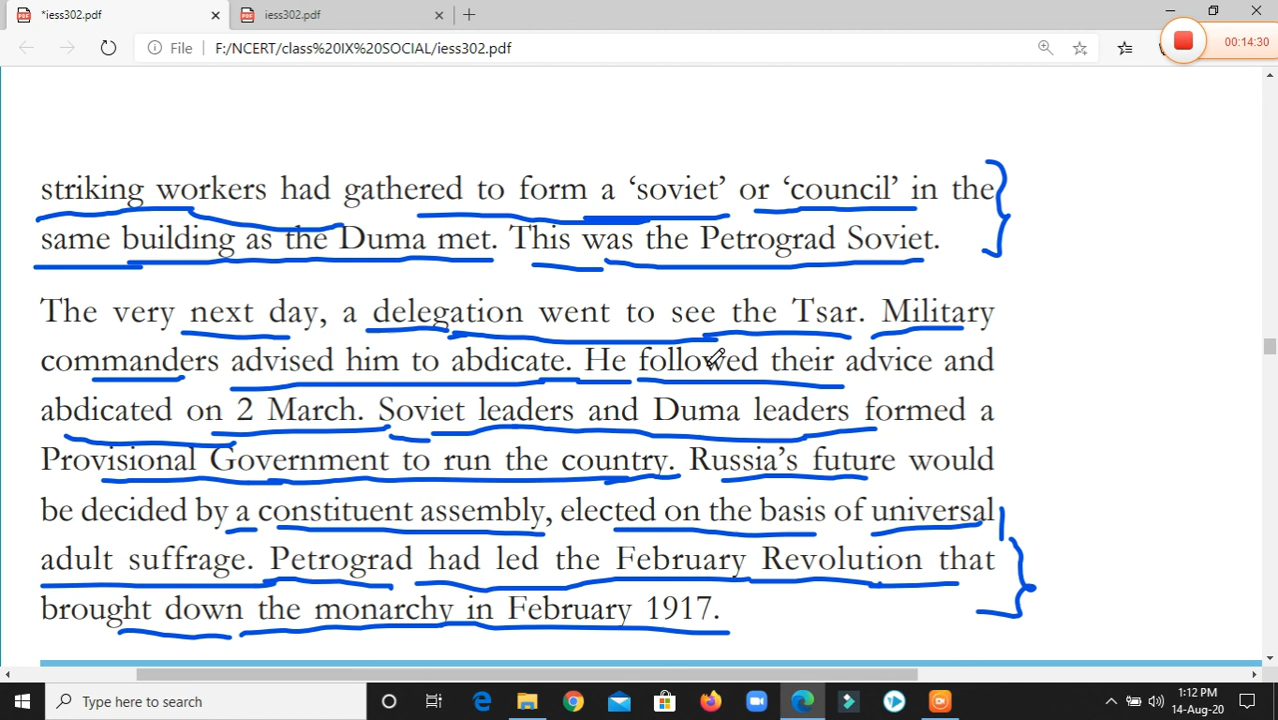 *iess302.pdf
iess302.pdf
File F:/NCERT/class%20IX%20SOCIAL/iess302.pdf
00:14:30
striking workers had gathered to form a ‘soviet’ or ‘council’ in the
same building as the Duma met. This was the Petrograd Soviet.
The very next day, a delegation went to see the Tsar. Military
commanders advised him to abdicate. He followed their advice and
abdicated on 2 March. Soviet leaders and Duma leaders formed a
Provisional Government to run the country. Russia’s future would
be decided by a constituent assembly, elected on the basis of universal
adult suffrage. Petrograd had led the February Revolution that
brought down the monarchy in February 1917.
Type here to search
1:12 PM
14-Aug-20